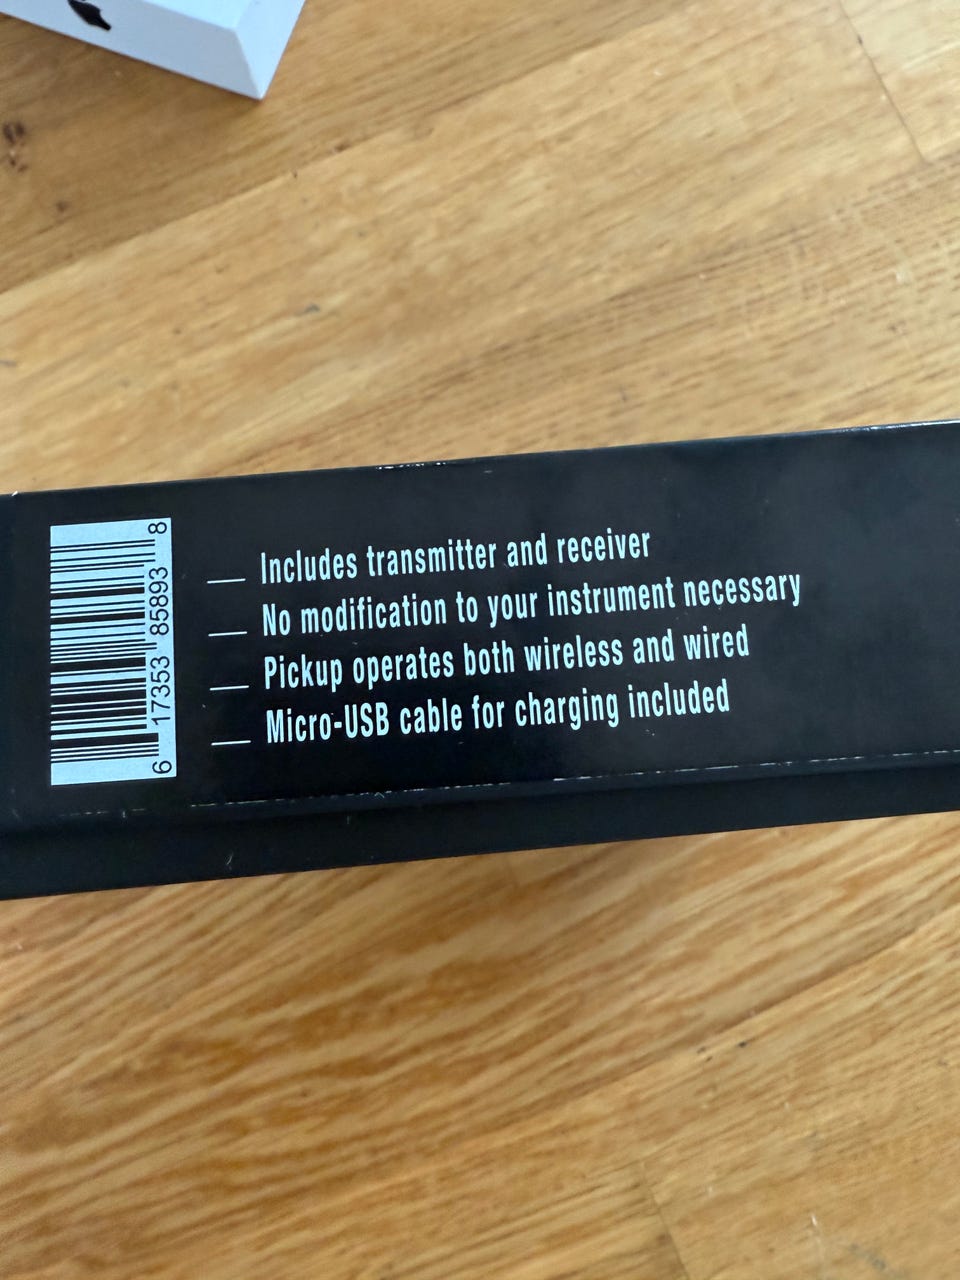 Includes transmitter and receiver
No modification to your instrument necessary
Pickup operates both wireless and wired
Micro-USB cable for charging included
6 17353 85893 8